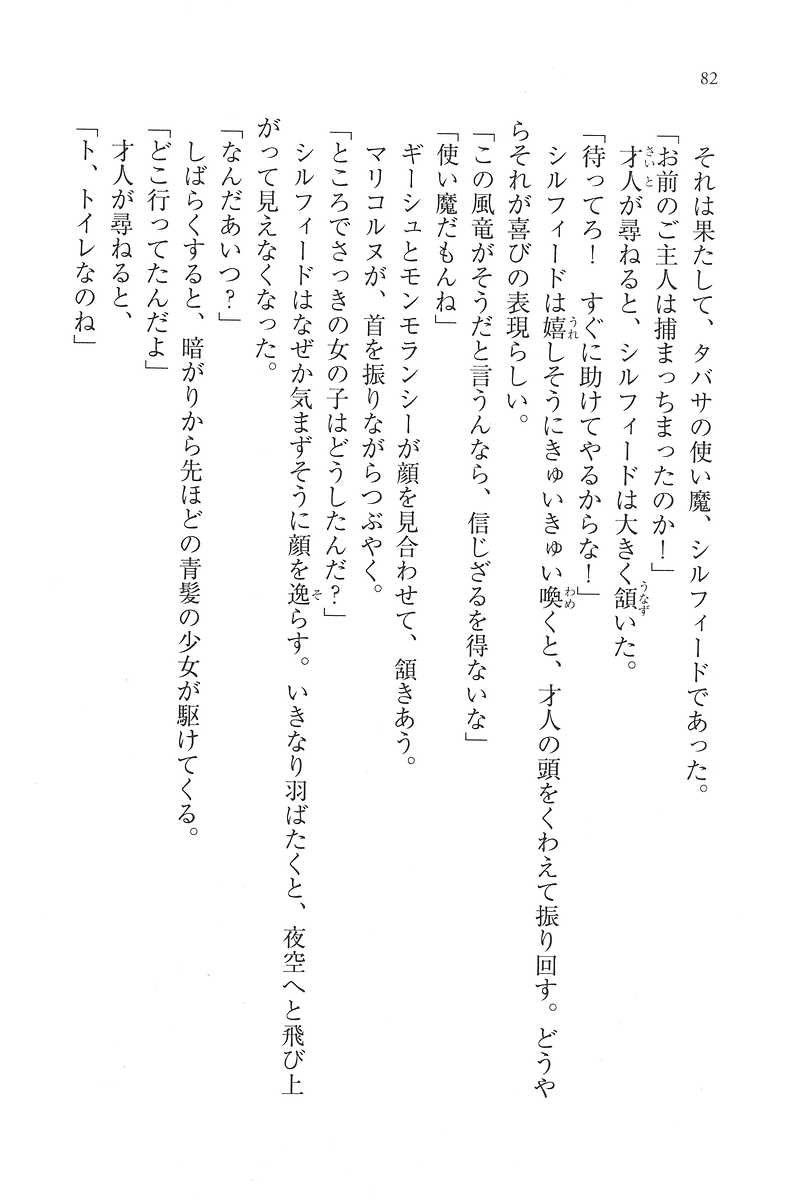 82
それは果たして、タバサの使い魔、シルフィードであった。
「お前のご主人は捕まっちまったのか！」
才人が尋ねると、シルフィードは大きく頷いた。
「待ってろ！　すぐに助けてやるからな！」
シルフィードは嬉しそうにきゅいきゅい喚くと、才人の頭をくわえて振り回す。どうや
らそれが喜びの表現らしい。
「この風竜がそうだと言うんなら、信じざるを得ないな」
「使い魔だもんね」
ギーシュとモンモランシーが顔を見合わせて、頷きあう。
マリコルヌが、首を振りながらつぶやく。
「ところでさっきの女の子はどうしたんだ？」
シルフィードはなぜか気まずそうに顔を逸らす。いきなり羽ばたくと、夜空へと飛び上
がって見えなくなった。
「なんだあいつ？」
しばらくすると、暗がりから先ほどの青髪の少女が駆けてくる。
「どこ行ってたんだよ」
才人が尋ねると、
「ト、トイレなのね」